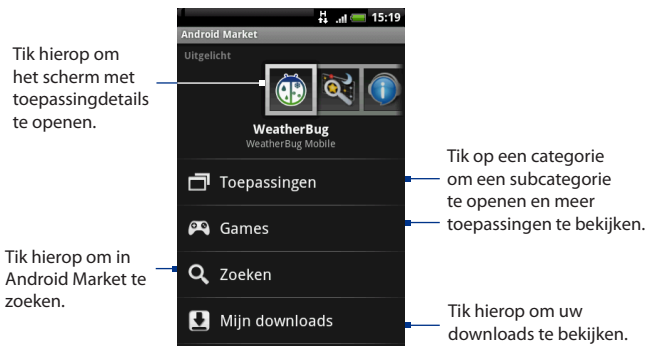 H 15:19
Android Market
Uitgelicht
WeatherBug
WeatherBug Mobile
Toepassingen
Games
Zoeken
Mijn downloads
Tik hierop om
het scherm met
toepassingdetails
te openen.
Tik hierop om in
Android Market te
zoeken.
Tik op een categorie
om een subcategorie
te openen en meer
toepassingen te bekijken.
Tik hierop om uw
downloads te bekijken.